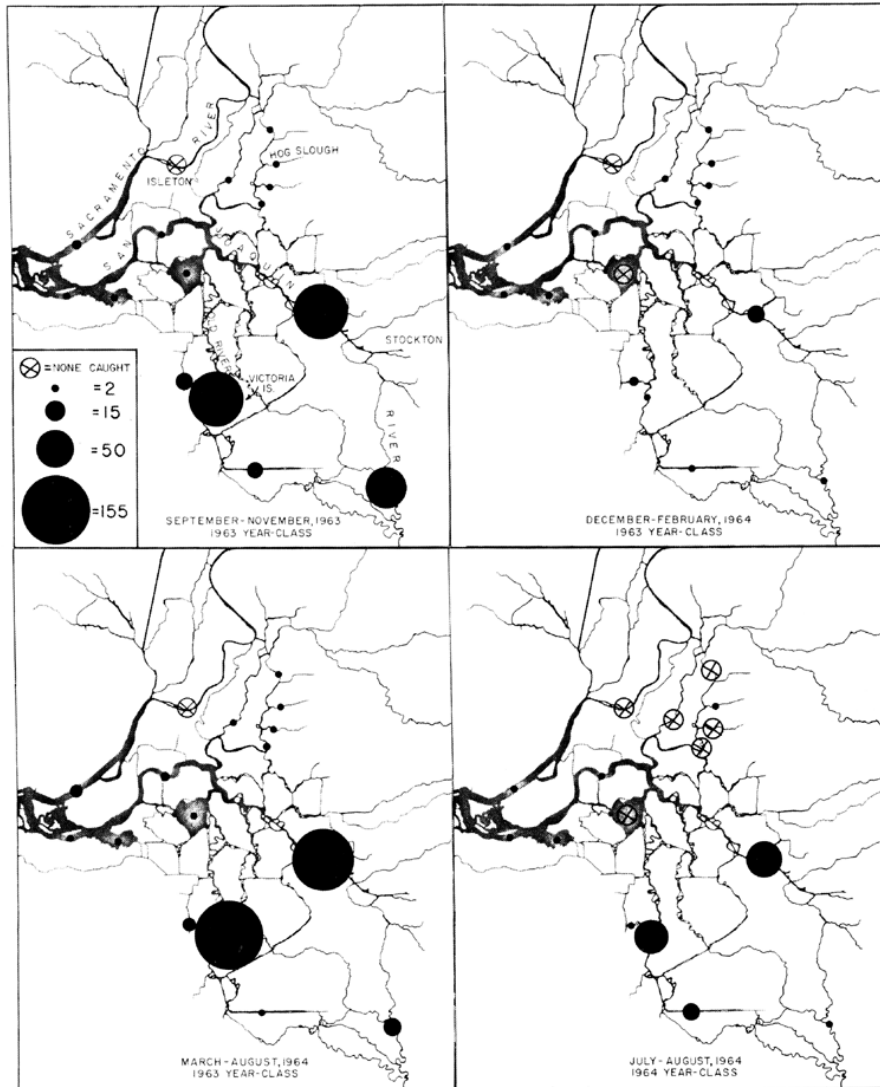 SACRAMENTO
RIVER
HOG SLOUGH
ISLETON
SAN JOAQUIN
STOCKTON
OLD RIVER
VICTORIA
IS.
RIVER
=NONE CAUGHT
=2
=15
=50
=155
SEPTEMBER-NOVEMBER, 1963
1963 YEAR-CLASS
DECEMBER-FEBRUARY, 1964
1963 YEAR-CLASS
MARCH-AUGUST, 1964
1963 YEAR-CLASS
JULY-AUGUST, 1964
1964 YEAR-CLASS